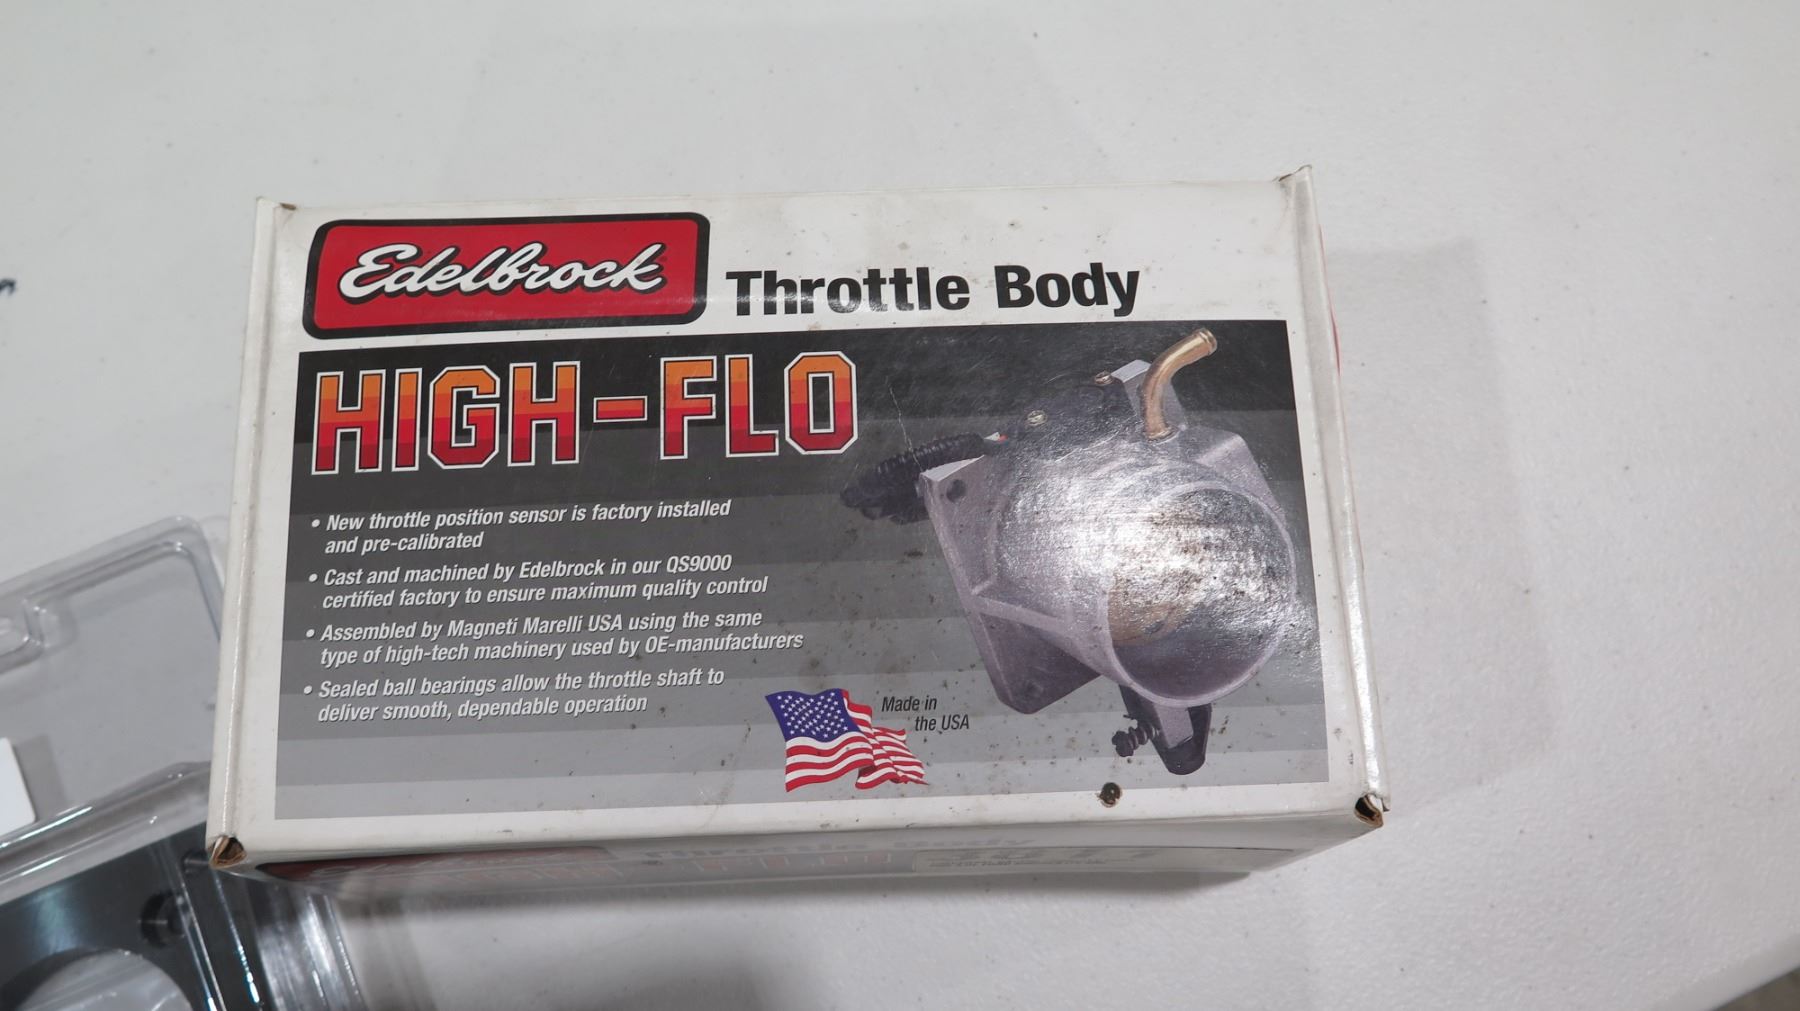 Edelbrock
Throttle Body
HIGH-FLO
• New throttle position sensor is factory installed
and pre-calibrated
• Cast and machined by Edelbrock in our QS9000
certified factory to ensure maximum quality control
• Assembled by Magneti Marelli USA using the same
type of high-tech machinery used by OE-manufacturers
• Sealed ball bearings allow the throttle shaft to
deliver smooth, dependable operation
Made in
the USA
Throttle Body